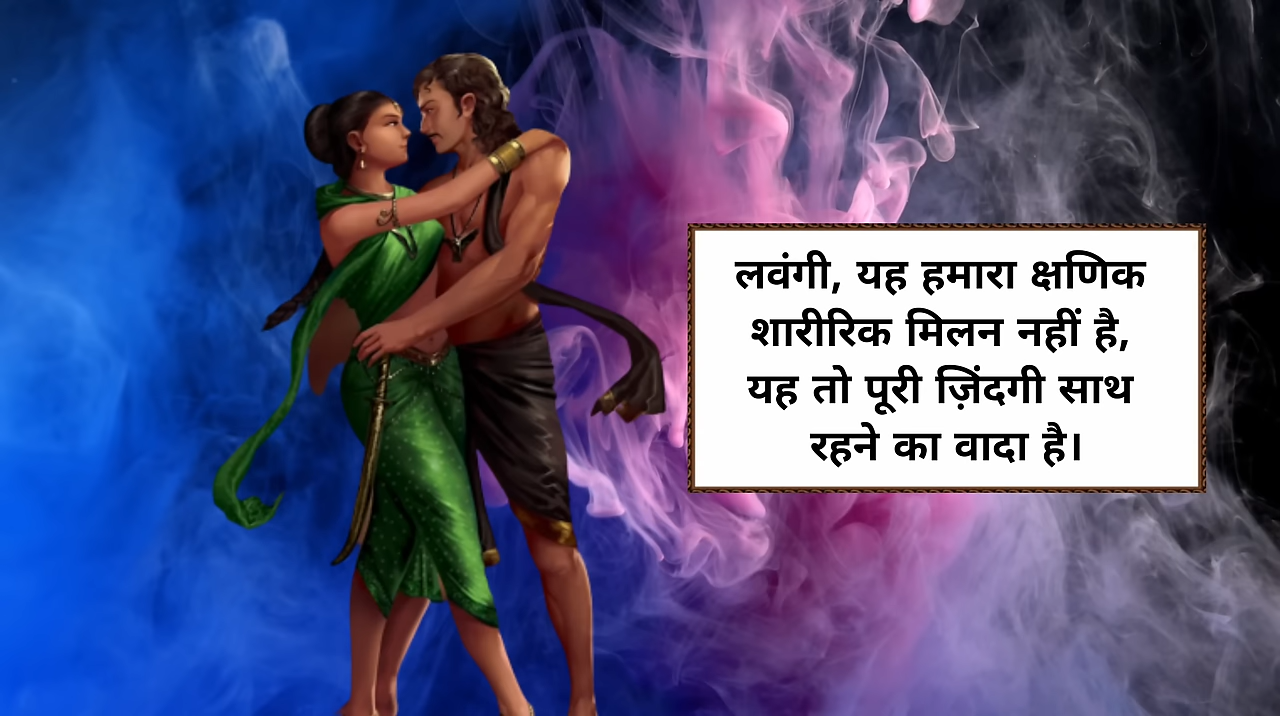 लवंगी, यह हमारा क्षणिक
शारीरिक मिलन नहीं है,
यह तो पूरी ज़िंदगी साथ
रहने का वादा है।